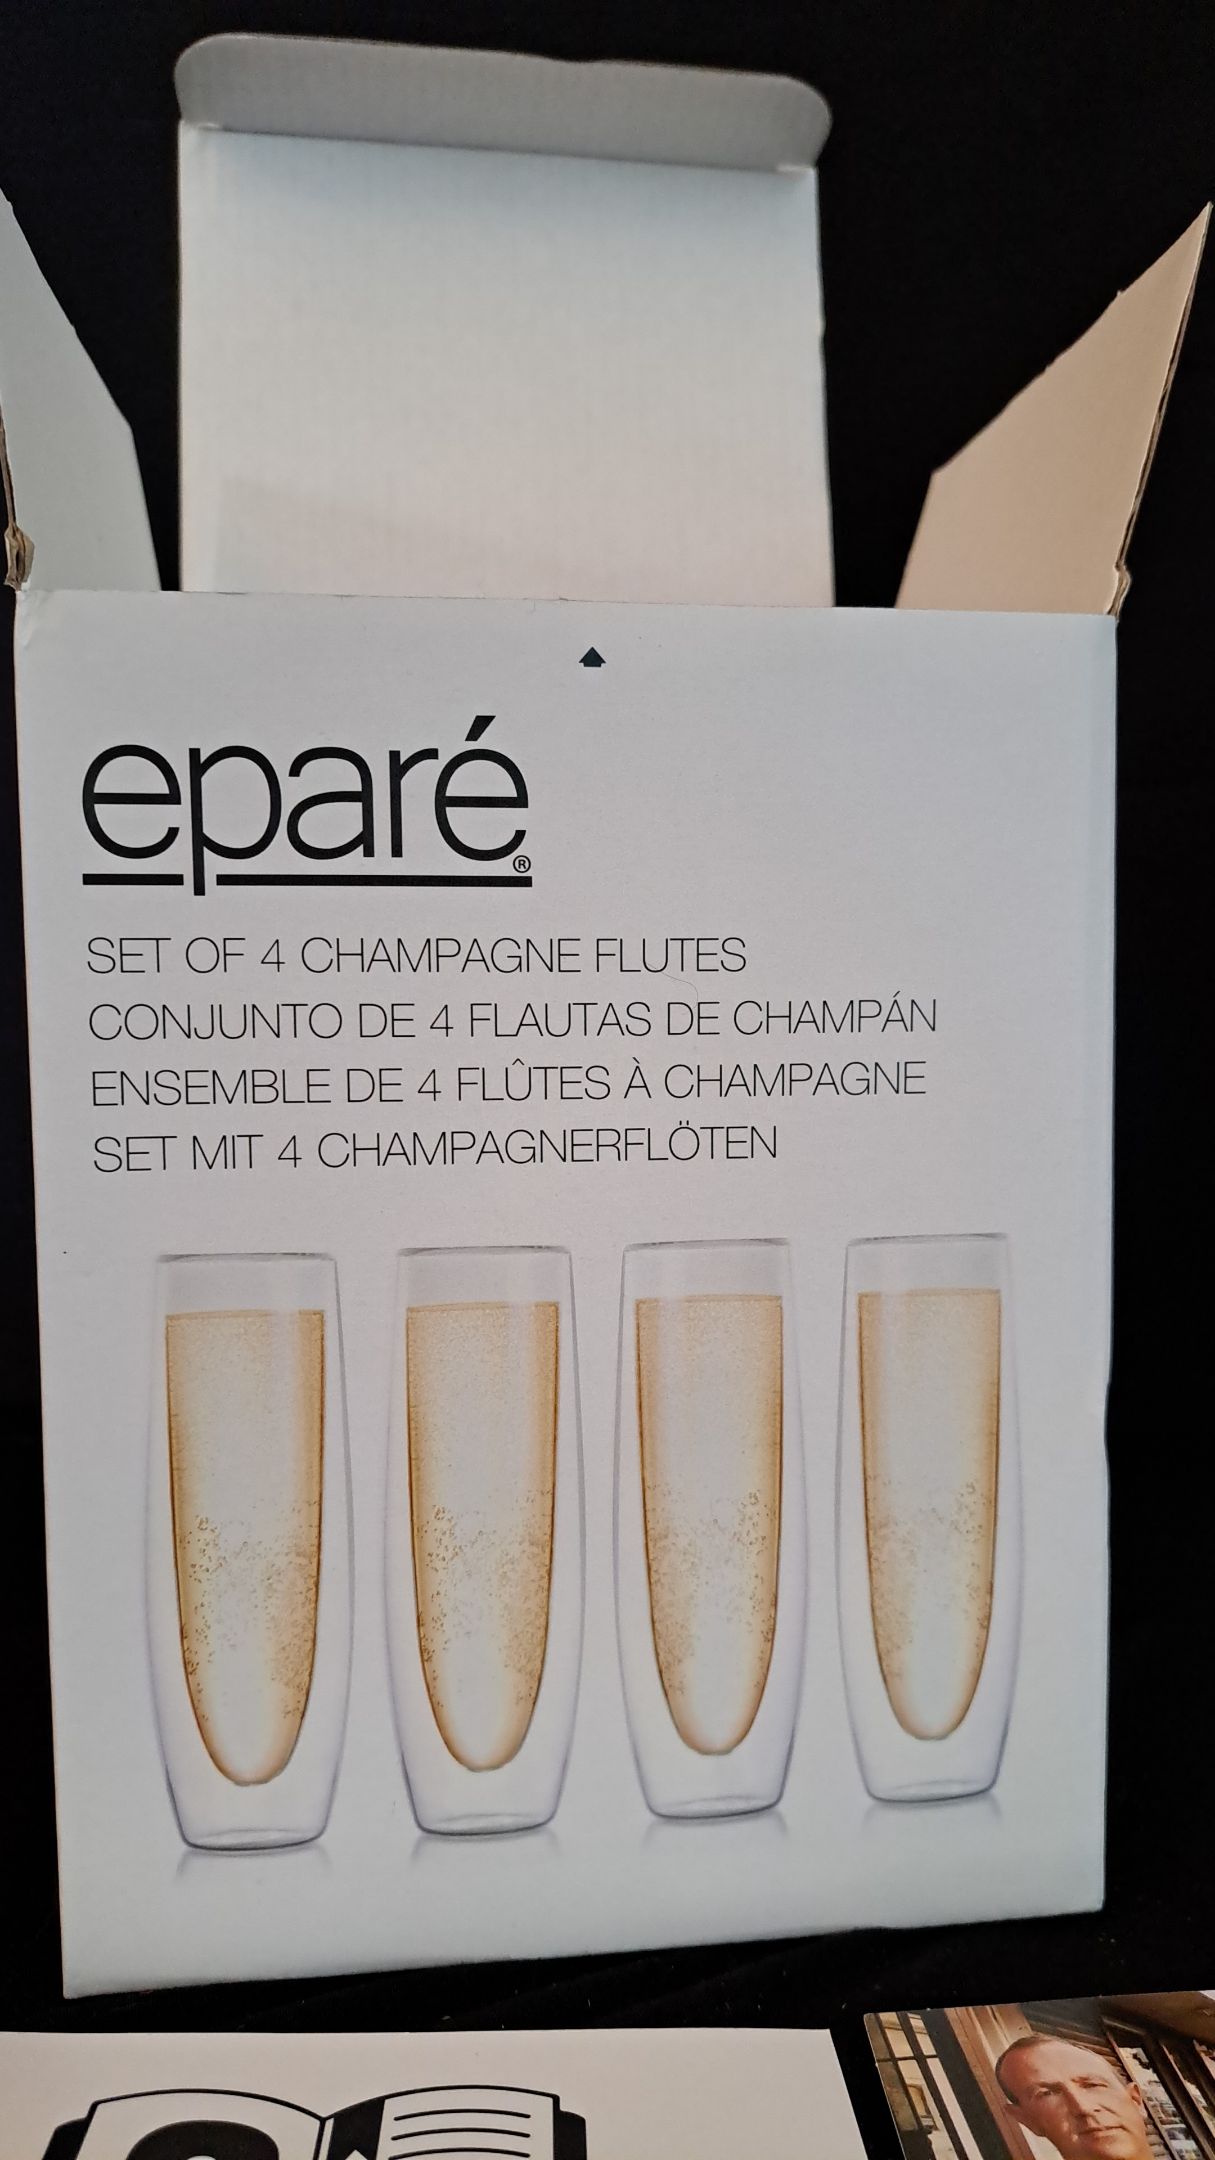 eparé®
SET OF 4 CHAMPAGNE FLUTES
CONJUNTO DE 4 FLAUTAS DE CHAMPÁN
ENSEMBLE DE 4 FLÛTES À CHAMPAGNE
SET MIT 4 CHAMPAGNERFLÖTEN